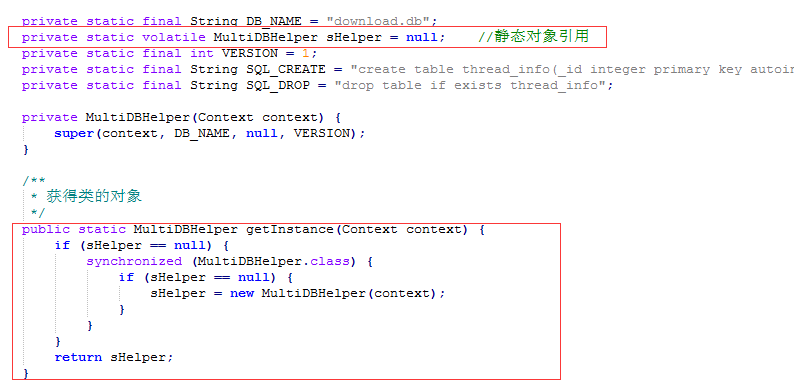 private static final String DB_NAME = "download.db";
private static volatile MultiDBHelper sHelper = null;    //静态对象引用
private static final int VERSION = 1;
private static final String SQL_CREATE = "create table thread_info(_id integer primary key
private static final String SQL_DROP = "drop table if exists thread_info";

private MultiDBHelper(Context context) {
    super(context, DB_NAME, null, VERSION);
}

/**
 * 获得类的对象
 */
public static MultiDBHelper getInstance(Context context) {
    if (sHelper == null) {
        synchronized (MultiDBHelper.class) {
            if (sHelper == null) {
                sHelper = new MultiDBHelper(context);
            }
        }
    }
    return sHelper;
}